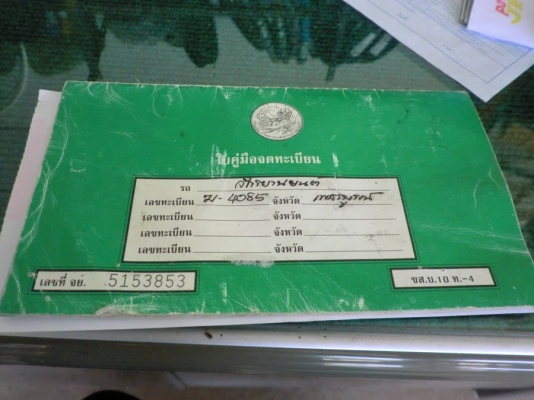 ใบคู่มือจดทะเบียน
รถ จักรยานยนต์
เลขทะเบียน 4085 จังหวัด เพชรบูรณ์
เลขทะเบียน จังหวัด
เลขทะเบียน จังหวัด
เลขทะเบียน จังหวัด
เลขที่ จย. 5153853
ขส.บ.10 ท.-4